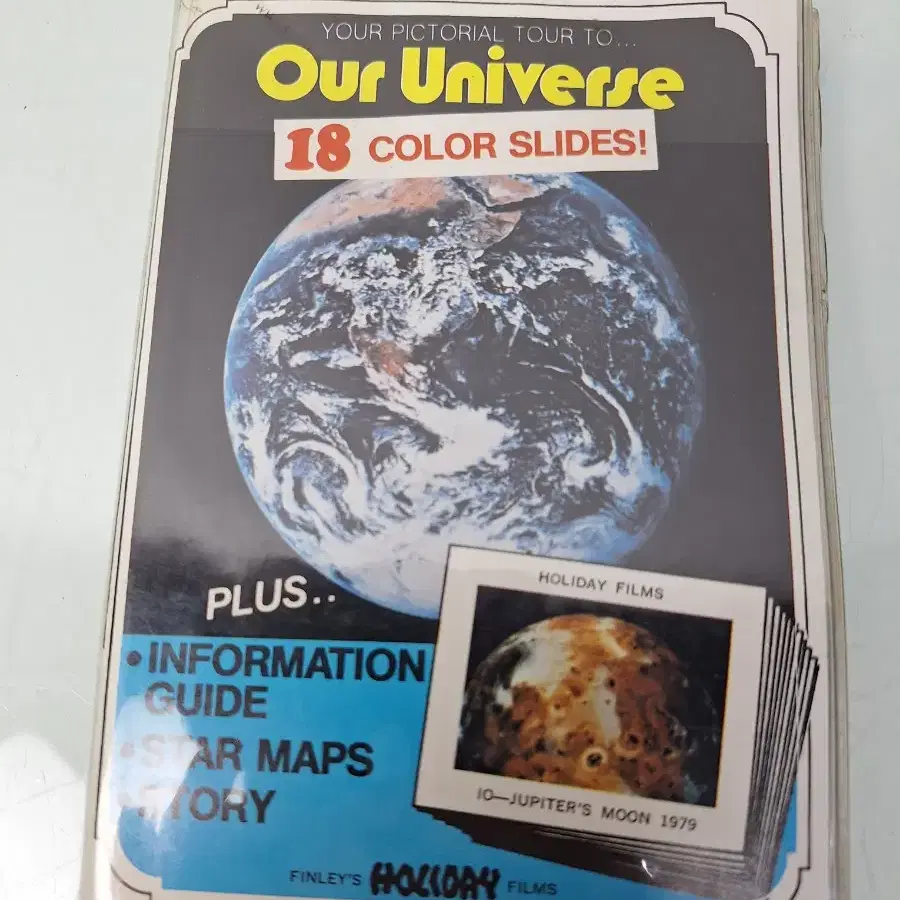 YOUR PICTORIAL TOUR TO...
Our Universe
18 COLOR SLIDES!
PLUS..
• INFORMATION
GUIDE
• STAR MAPS
• STORY
HOLIDAY FILMS
IO—JUPITER'S MOON 1979
FINLEY'S HOLIDAY FILMS